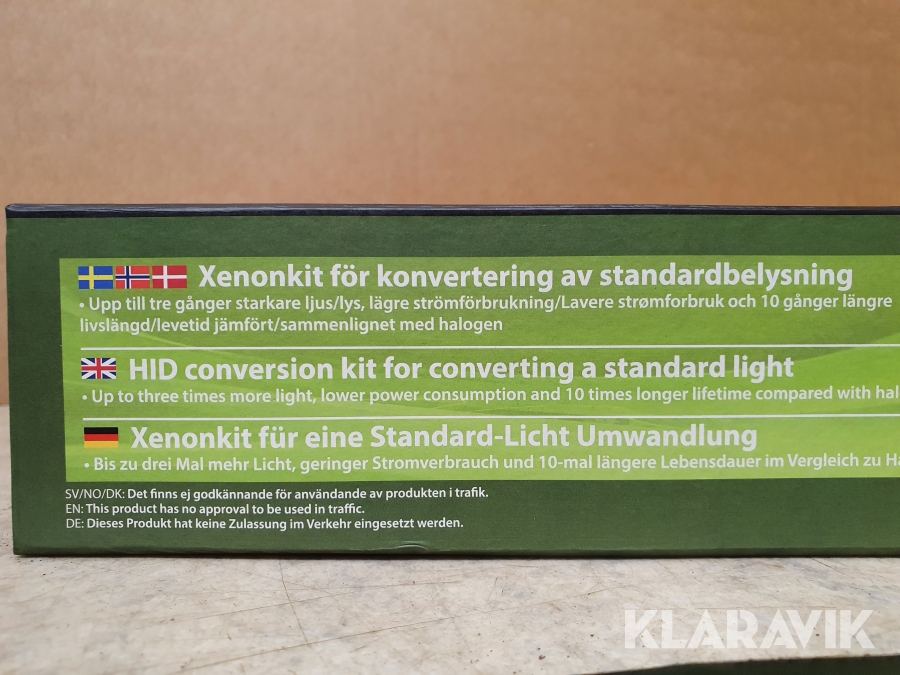 Xenonkit för konvertering av standardbelysning
• Upp till tre gånger starkare ljus/lys, lägre strömförbrukning/Lavere strømforbruk och 10 gånger längre
livslängd/levetid jämfört/sammenlignet med halogen
HID conversion kit for converting a standard light
• Up to three times more light, lower power consumption and 10 times longer lifetime compared with hal
Xenonkit für eine Standard-Licht Umwandlung
• Bis zu drei Mal mehr Licht, geringer Stromverbrauch und 10-mal längere Lebensdauer im Vergleich zu Ha
SV/NO/DK: Det finns ej godkännande för användande av produkten i trafik.
EN: This product has no approval to be used in traffic.
DE: Dieses Produkt hat keine Zulassung im Verkehr eingesetzt werden.
KLARAVIK